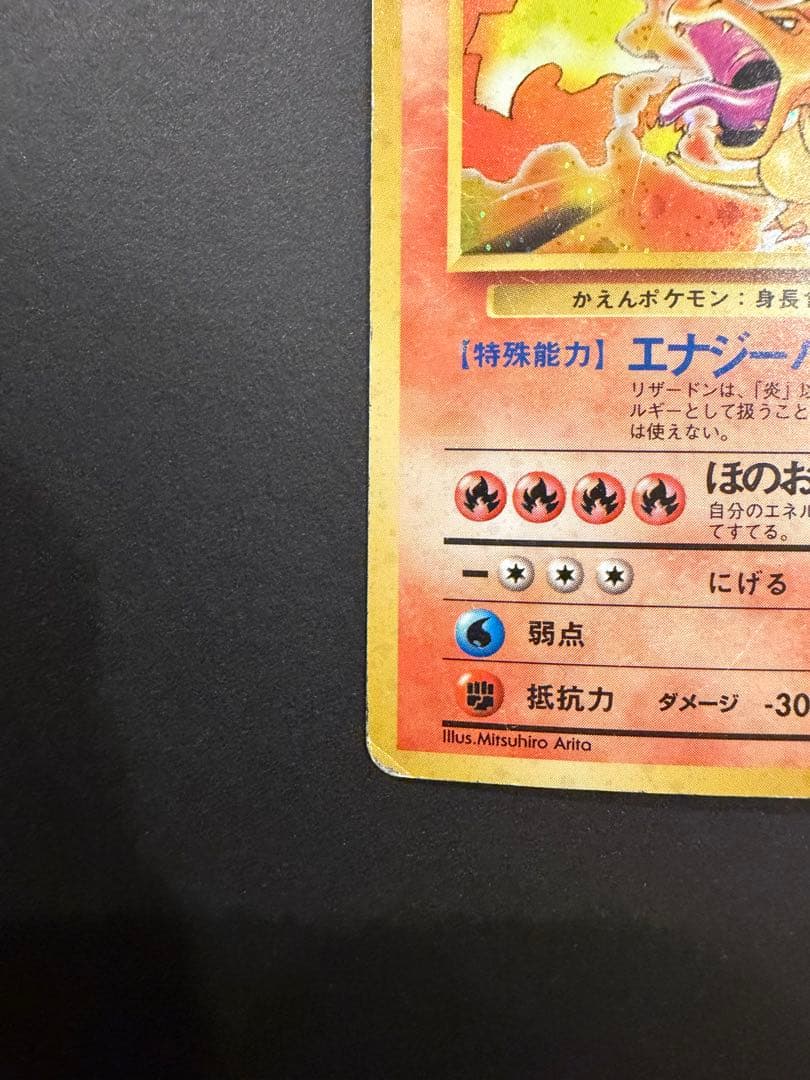 かえんポケモン：身長
【特殊能力】 エナジー
リザードンは、「炎」以
ルギーとして扱うこと
は使えない。
ほのお
自分のエネル
てすてる。
にげる
弱点
抵抗力 ダメージ -30
Illus.Mitsuhiro Arita